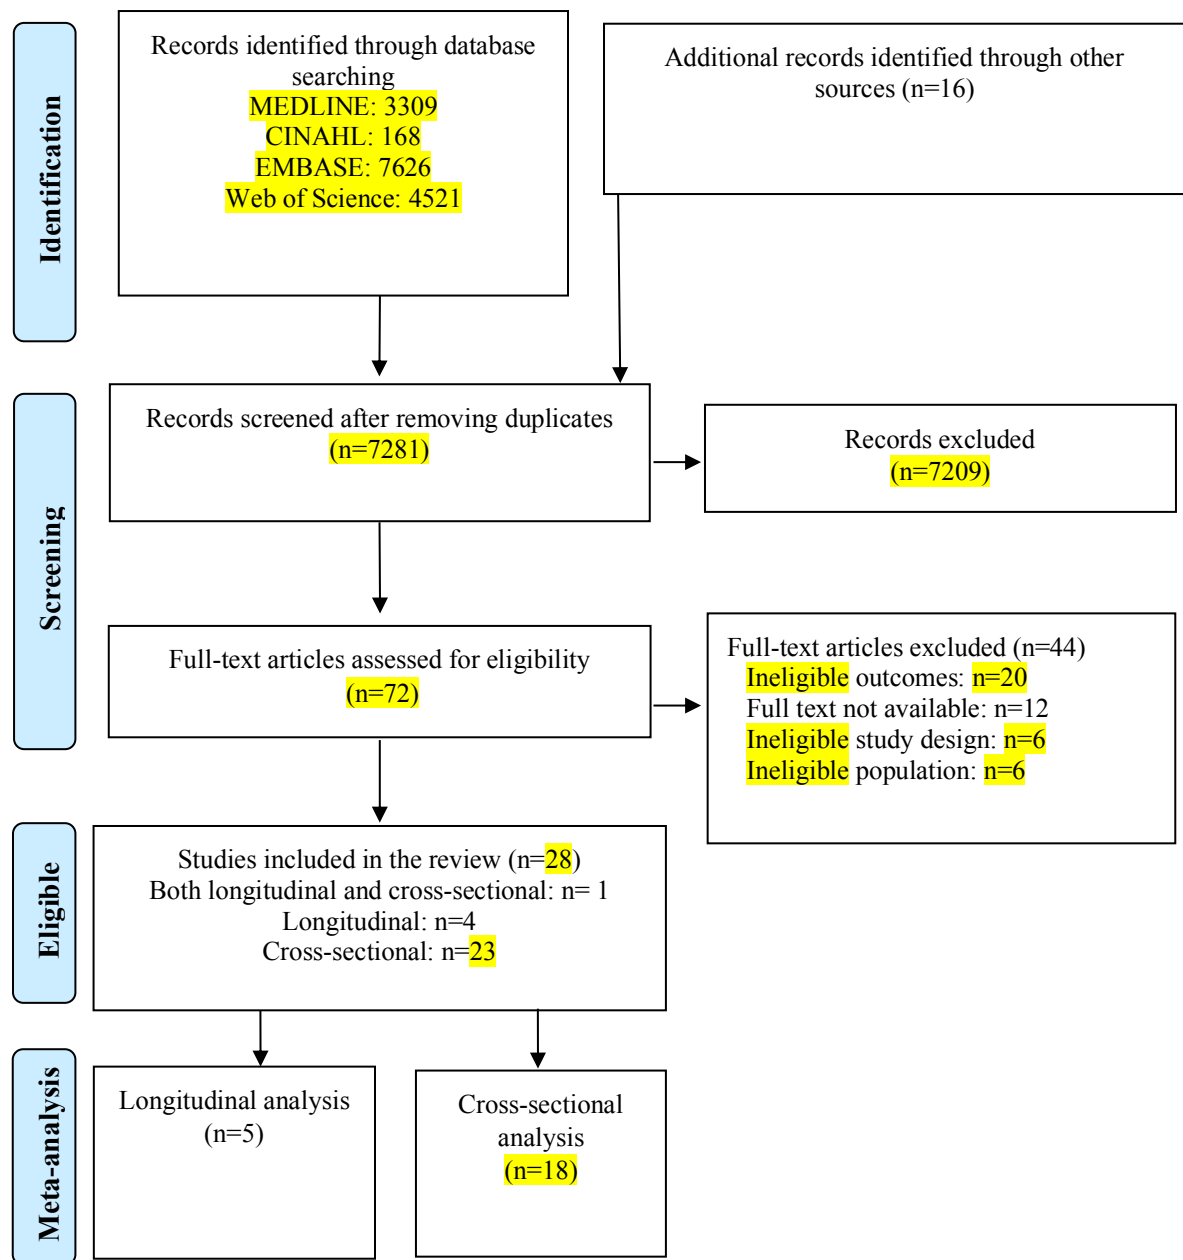 Identification
Records identified through database
searching
MEDLINE: 3309
CINAHL: 168
EMBASE: 7626
Web of Science: 4521
Additional records identified through other
sources (n=16)
Screening
Records screened after removing duplicates
(n=7281)
Records excluded
(n=7209)
Full-text articles assessed for eligibility
(n=72)
Full-text articles excluded (n=44)
Ineligible outcomes: n=20
Full text not available: n=12
Ineligible study design: n=6
Ineligible population: n=6
Eligible
Studies included in the review (n=28)
Both longitudinal and cross-sectional: n= 1
Longitudinal: n=4
Cross-sectional: n=23
Meta-analysis
Longitudinal analysis
(n=5)
Cross-sectional
analysis
(n=18)